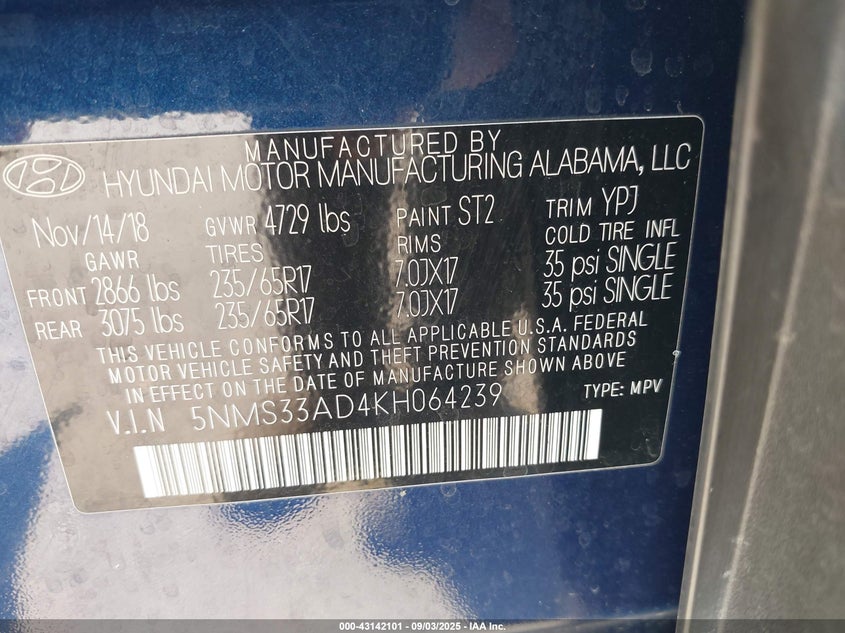 MANUFACTURED BY
HYUNDAI MOTOR MANUFACTURING ALABAMA, LLC
Nov/14/18 GVWR 4729 lbs PAINT ST2 TRIM YPJ
GAWR TIRES RIMS COLD TIRE INFL
FRONT 2866 lbs 235/65R17 7.0JX17 35 psi SINGLE
REAR 3075 lbs 235/65R17 7.0JX17 35 psi SINGLE
THIS VEHICLE CONFORMS TO ALL APPLICABLE U.S.A. FEDERAL
MOTOR VEHICLE SAFETY AND THEFT PREVENTION STANDARDS
IN EFFECT ON THE DATE OF MANUFACTURE SHOWN ABOVE
V.I.N 5NMS33AD4KH064239 TYPE: MPV
000-43142101 - 09/03/2025 - IAA Inc.